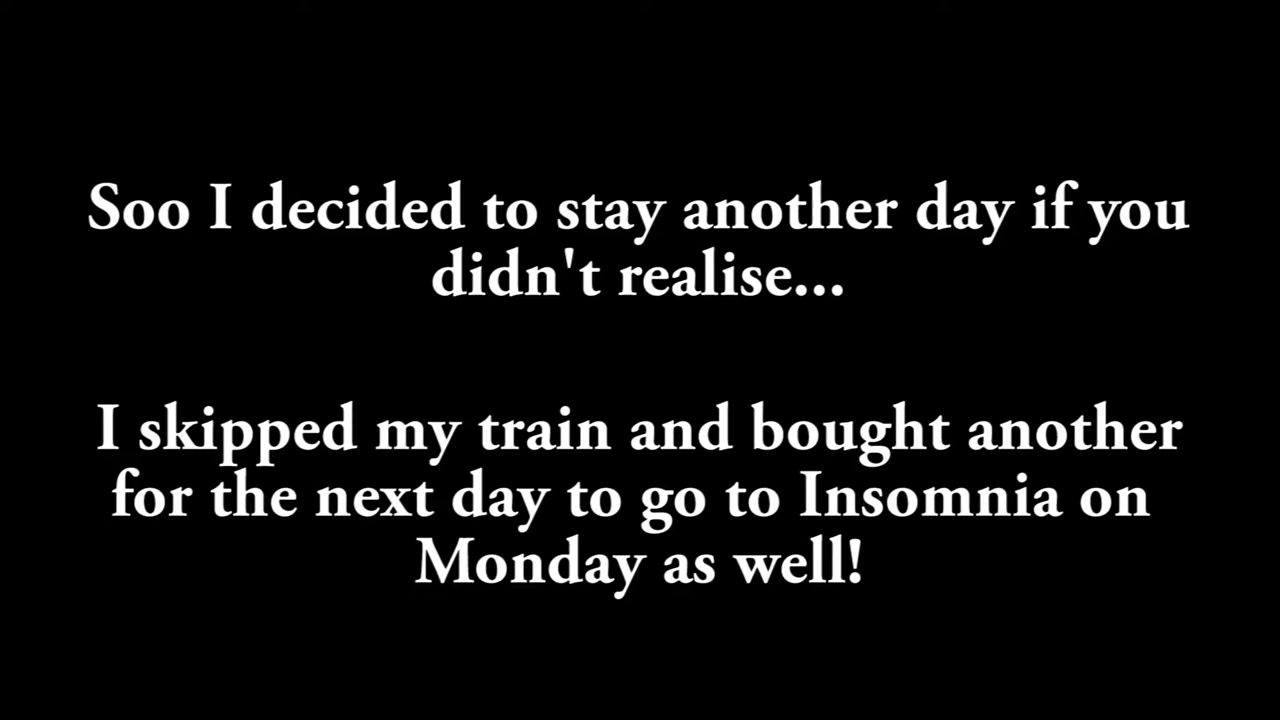 Soo I decided to stay another day if you
didn't realise...
I skipped my train and bought another
for the next day to go to Insomnia on
Monday as well!